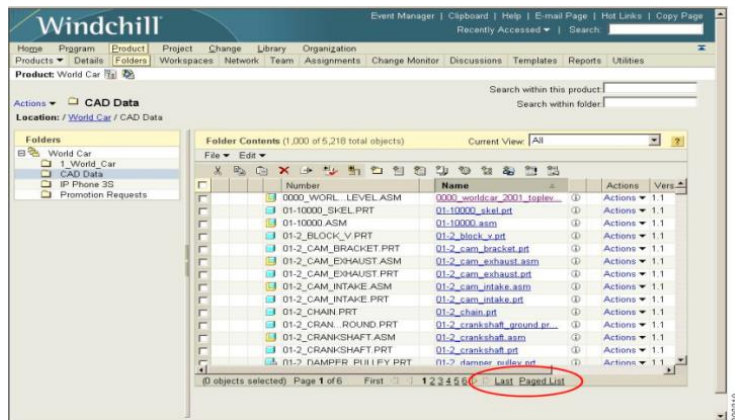 Windchill
Event Manager | Clipboard | Help | E-mail Page | Hot Links | Copy Page
Recently Accessed | Search:
Home Program Product Project Change Library Organization
Products Details Folders Workspaces Network Team Assignments Change Monitor Discussions Templates Reports Utilities
Product: World Car
Search within this product:
Actions CAD Data
Search within folder:
Location: / World Car / CAD Data
Folders
World Car
1_World_Car
CAD Data
IP Phone 3S
Promotion Requests
Folder Contents (1,000 of 5,218 total objects) Current View: All
File Edit
Number Name Actions Vers
0000_WORL...LEVEL.ASM 0000_worldcar_2001_toplev... Actions 1.1
01-10000_SKEL.PRT 01-10000_skel.prt Actions 1.1
01-10000.ASM 01-10000.asm Actions 1.1
01-2_BLOCK_V.PRT 01-2_block_v.prt Actions 1.1
01-2_CAM_BRACKET.PRT 01-2_cam_bracket.prt Actions 1.1
01-2_CAM_EXHAUST.ASM 01-2_cam_exhaust.asm Actions 1.1
01-2_CAM_EXHAUST.PRT 01-2_cam_exhaust.prt Actions 1.1
01-2_CAM_INTAKE.ASM 01-2_cam_intake.asm Actions 1.1
01-2_CAM_INTAKE.PRT 01-2_cam_intake.prt Actions 1.1
01-2_CHAIN.PRT 01-2_chain.prt Actions 1.1
01-2_CRAN...ROUND.PRT 01-2_crankshaft_ground.pr... Actions 1.1
01-2_CRANKSHAFT.ASM 01-2_crankshaft.asm Actions 1.1
01-2_CRANKSHAFT.PRT 01-2_crankshaft.prt Actions 1.1
01-2_DAMPER_PULLEY.PRT 01-2_damper_pulley.prt Actions 1.1
(0 objects selected) Page 1 of 6 First 1 2 3 4 5 6 Last Paged List